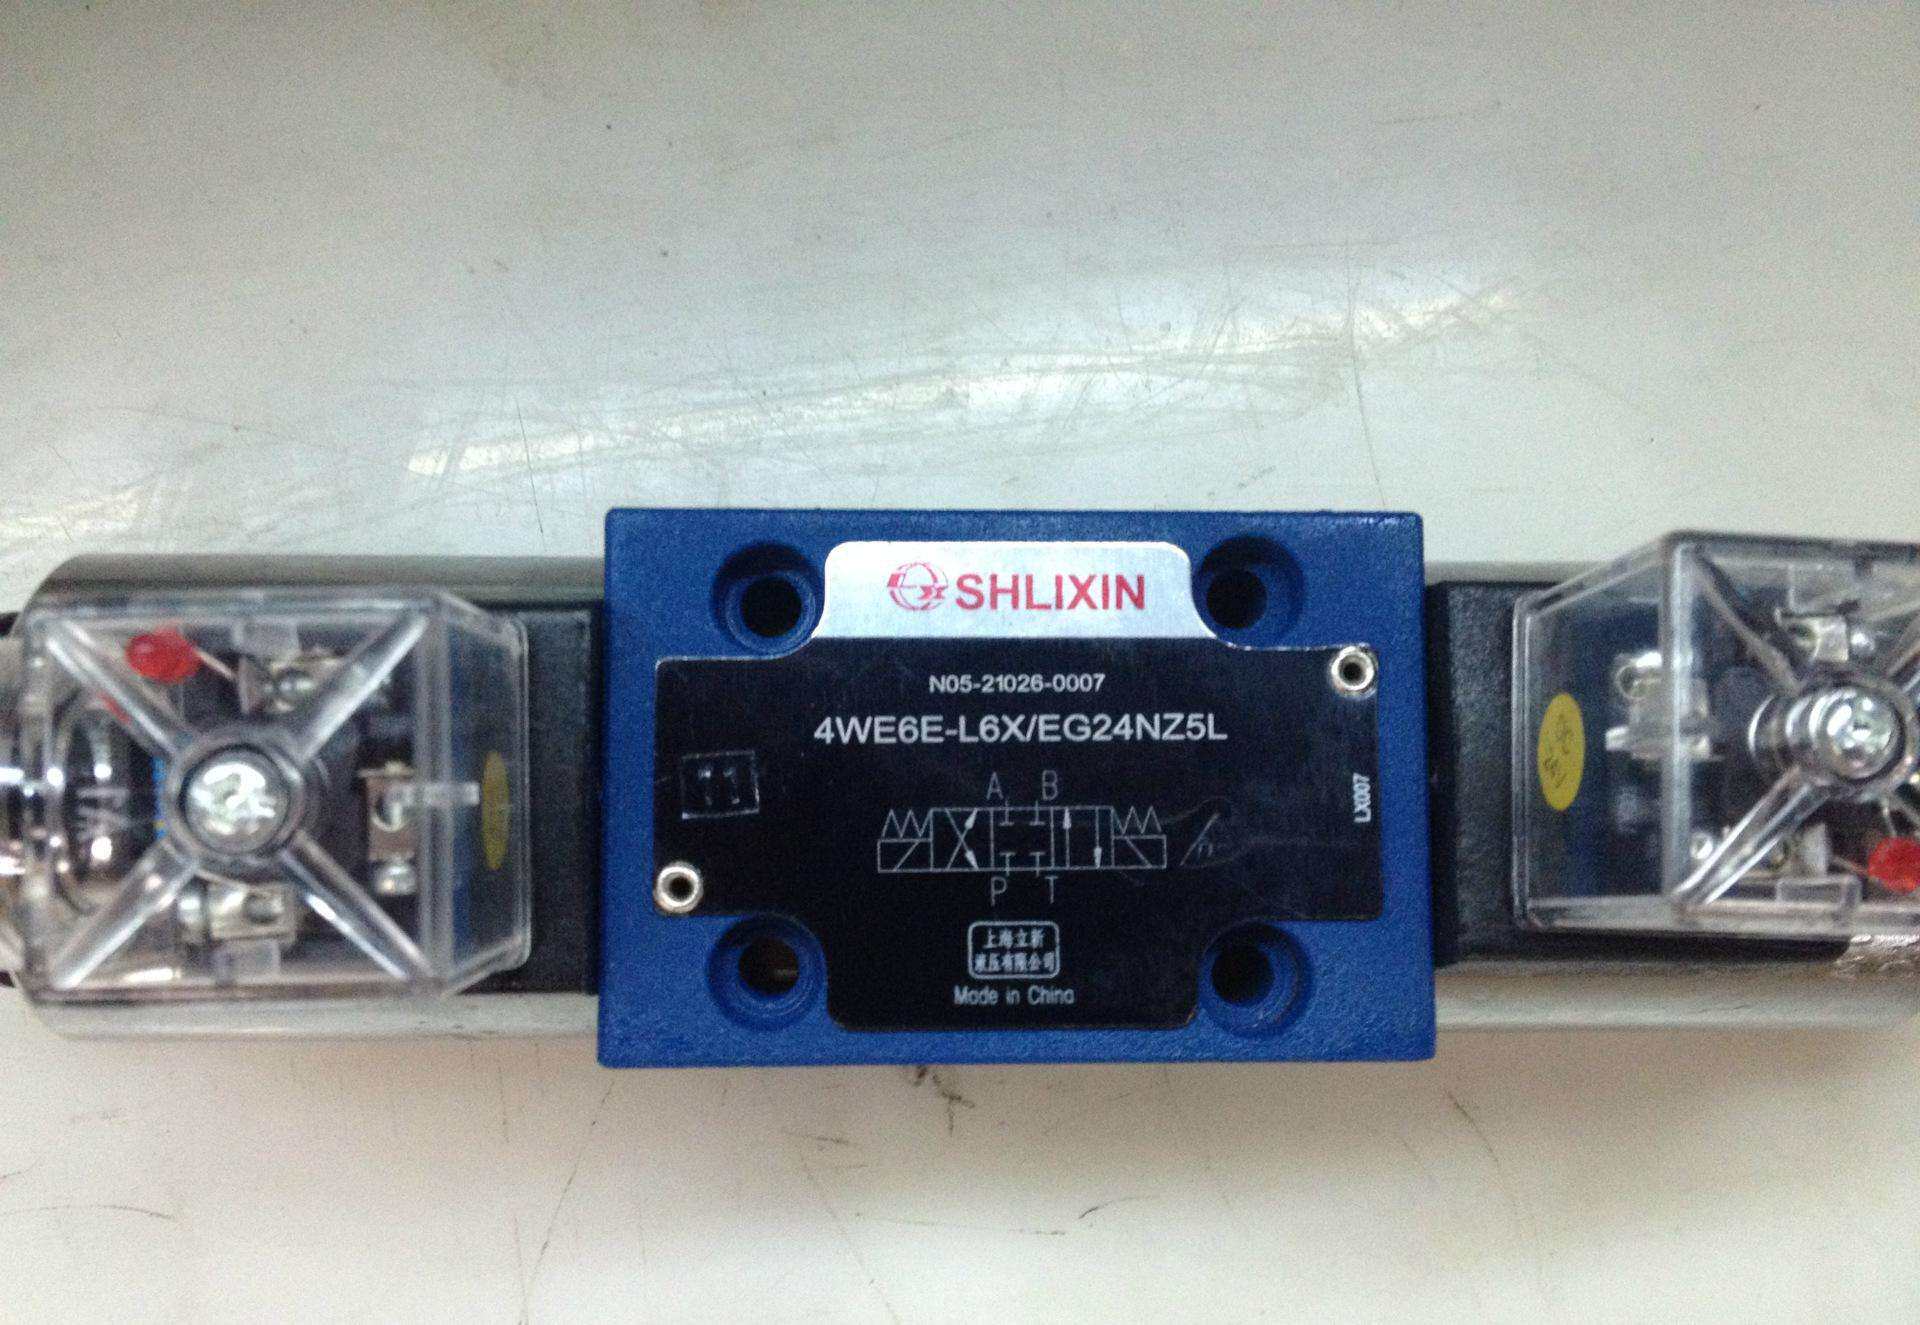 SHLIXIN
N05-21026-0007
4WE6E-L6X/EG24NZ5L
11
A B
P T
LX007
上海立新
液压有限公司
Made in China